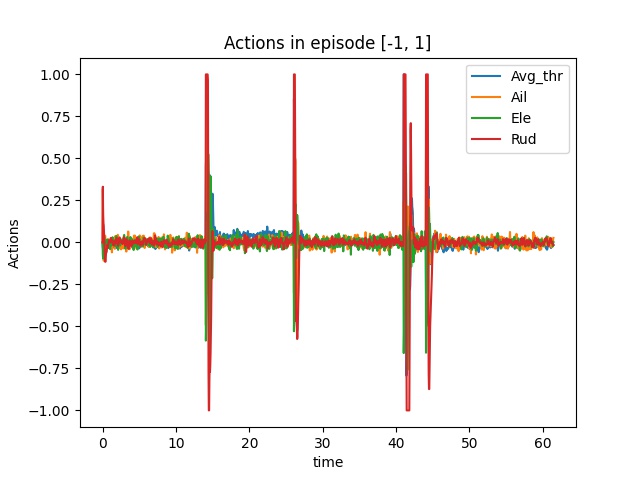 Actions in episode [-1, 1]
Actions
1.00
0.75
0.50
0.25
0.00
−0.25
−0.50
−0.75
−1.00
Avg_thr
Ail
Ele
Rud
0 10 20 30 40 50 60
time